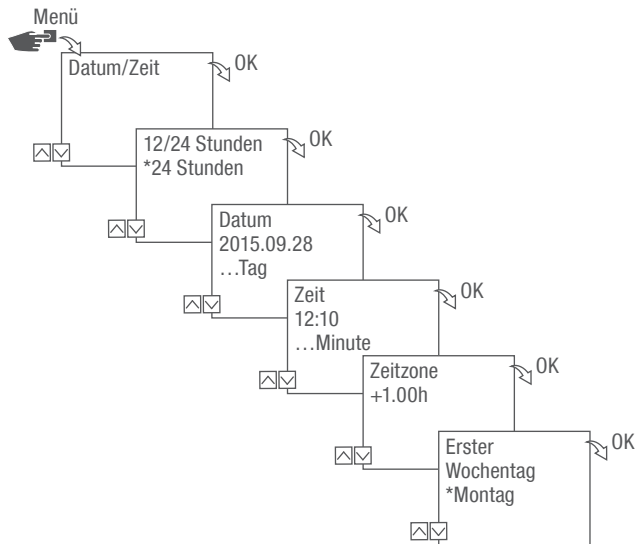 Menü
Datum/Zeit
OK
12/24 Stunden
*24 Stunden
OK
Datum
2015.09.28
…Tag
OK
Zeit
12:10
…Minute
OK
Zeitzone
+1.00h
OK
Erster
Wochentag
*Montag
OK